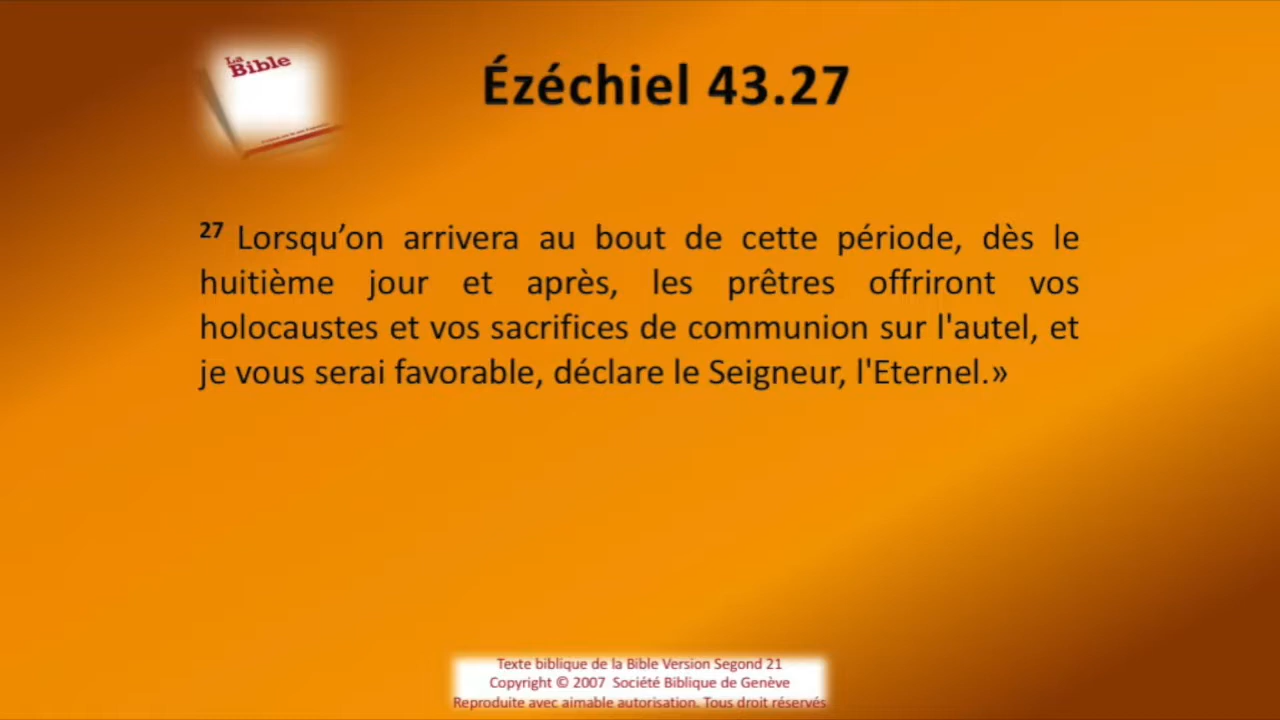 La
Bible
Ézéchiel 43.27
27 Lorsqu’on arrivera au bout de cette période, dès le
huitième jour et après, les prêtres offriront vos
holocaustes et vos sacrifices de communion sur l'autel, et
je vous serai favorable, déclare le Seigneur, l'Eternel.»
Texte biblique de la Bible Version Segond 21
Copyright © 2007 Société Biblique de Genève
Reproduite avec aimable autorisation. Tous droit réservés